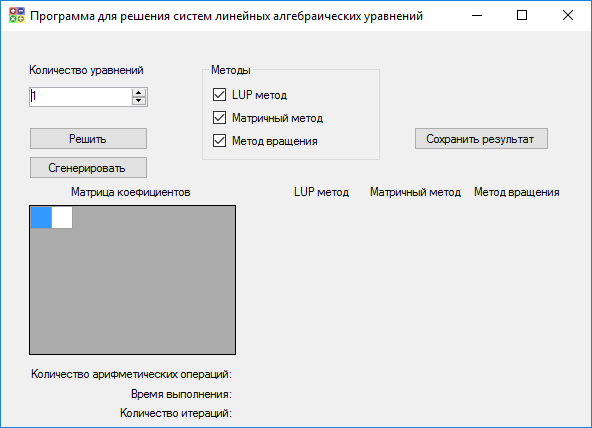 Программа для решения систем линейных алгебраических уравнений
Количество уравнений
1
Методы
LUP метод
Матричный метод
Метод вращения
Решить
Сгенерировать
Сохранить результат
Матрица коефициентов
LUP метод Матричный метод Метод вращения
Количество арифметических операций:
Время выполнения:
Количество итераций: